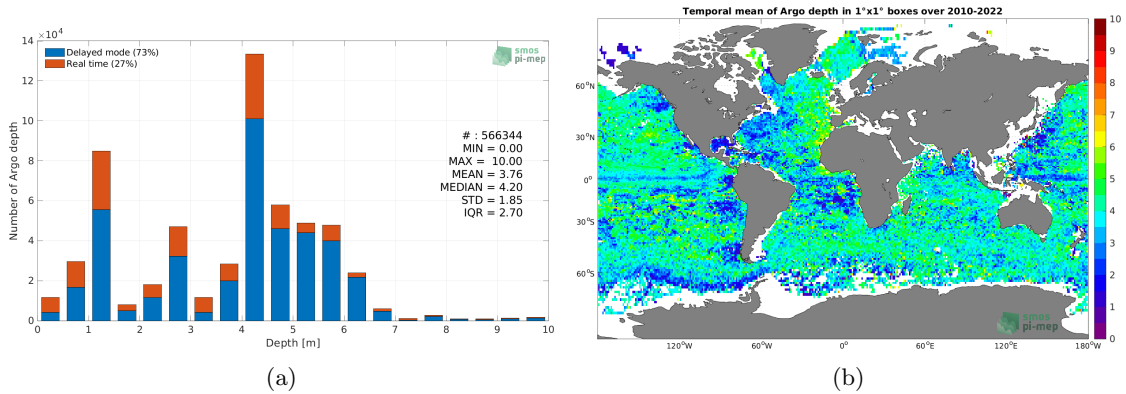 ×10⁴
Delayed mode (73%)
Real time (27%)
smos
pi-mep
# : 566344
MIN = 0.00
MAX = 10.00
MEAN = 3.76
MEDIAN = 4.20
STD = 1.85
IQR = 2.70
Number of Argo depth
14
12
10
8
6
4
2
0
0 1 2 3 4 5 6 7 8 9 10
Depth [m]
(a)
Temporal mean of Argo depth in 1°x1° boxes over 2010-2022
60°N
30°N
0°
30°S
60°S
120°W 60°W 0° 60°E 120°E 180°W
smos
pi-mep
10
9
8
7
6
5
4
3
2
1
0
(b)